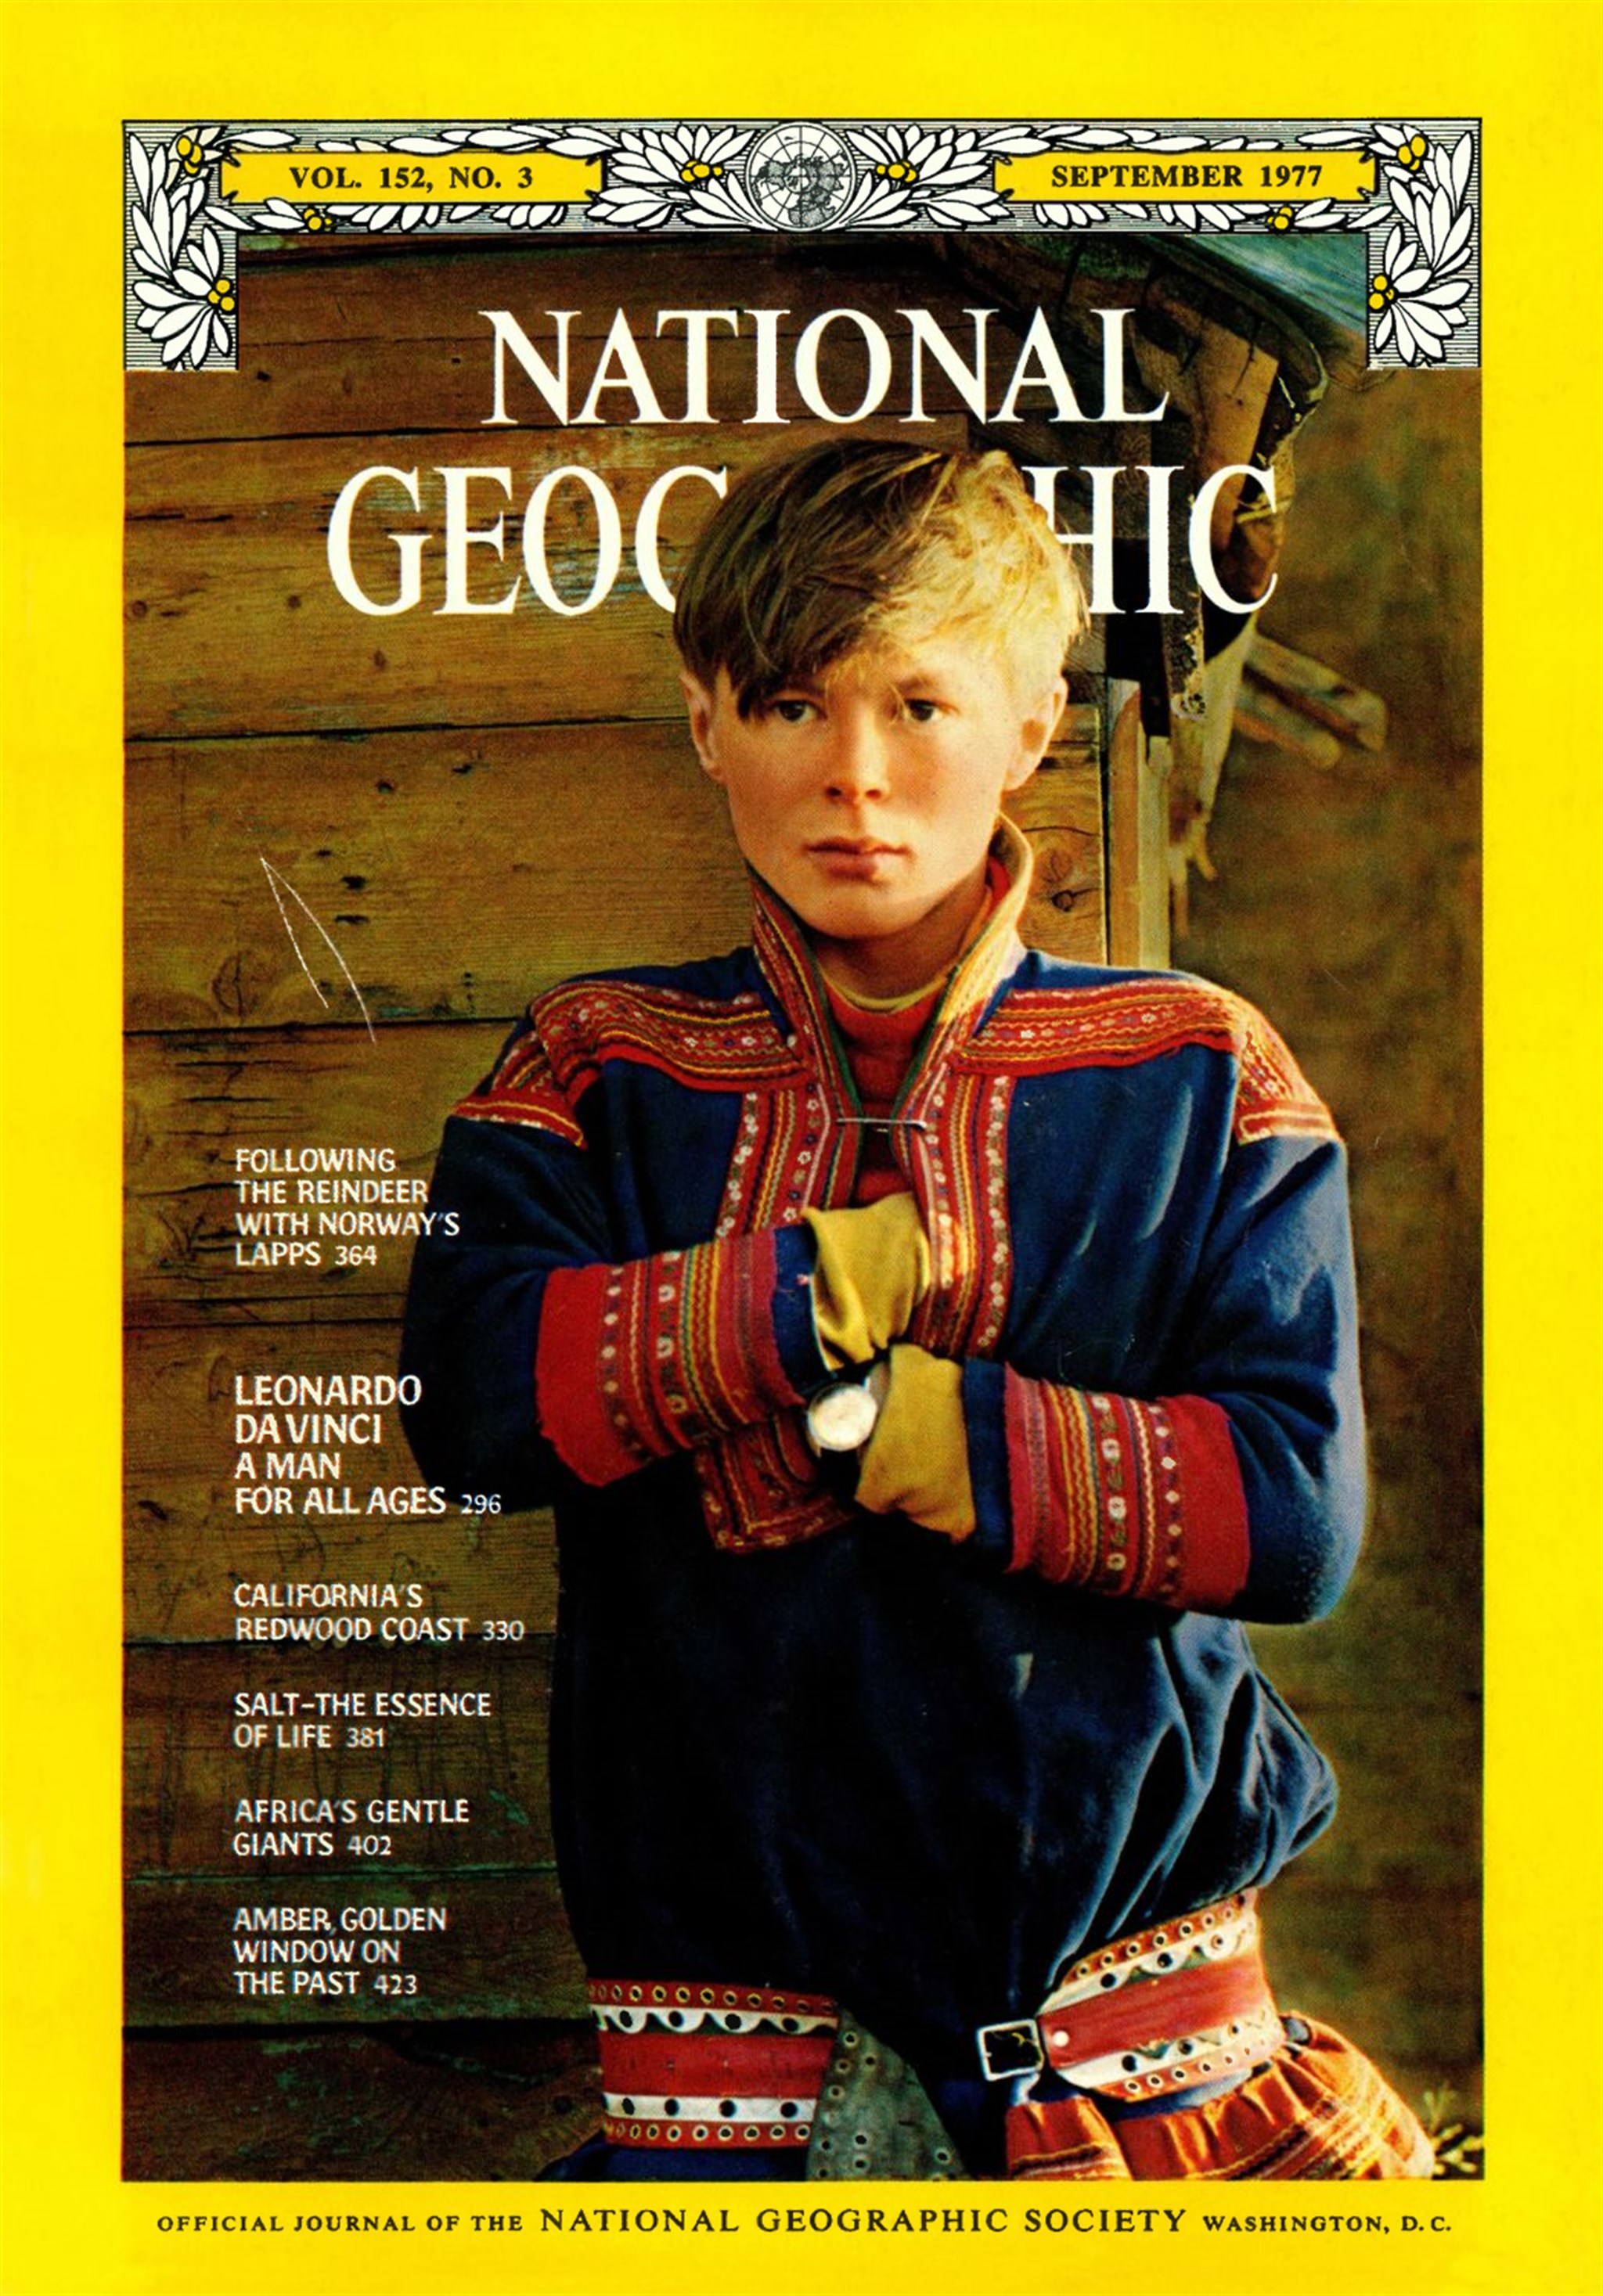 VOL. 152, NO. 3
SEPTEMBER 1977
NATIONAL
GEOGRAPHIC
FOLLOWING
THE REINDEER
WITH NORWAY'S
LAPPS 364
LEONARDO
DA VINCI
A MAN
FOR ALL AGES 296
CALIFORNIA'S
REDWOOD COAST 330
SALT-THE ESSENCE
OF LIFE 381
AFRICA'S GENTLE
GIANTS 402
AMBER, GOLDEN
WINDOW ON
THE PAST 423
OFFICIAL JOURNAL OF THE NATIONAL GEOGRAPHIC SOCIETY WASHINGTON, D.C.